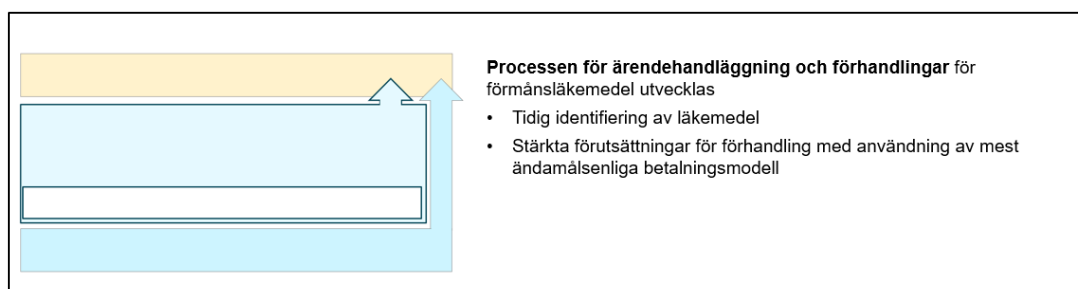 Processen för ärendehandläggning och förhandlingar för
förmånsläkemedel utvecklas
• Tidig identifiering av läkemedel
• Stärkta förutsättningar för förhandling med användning av mest
ändamålsenliga betalningsmodell